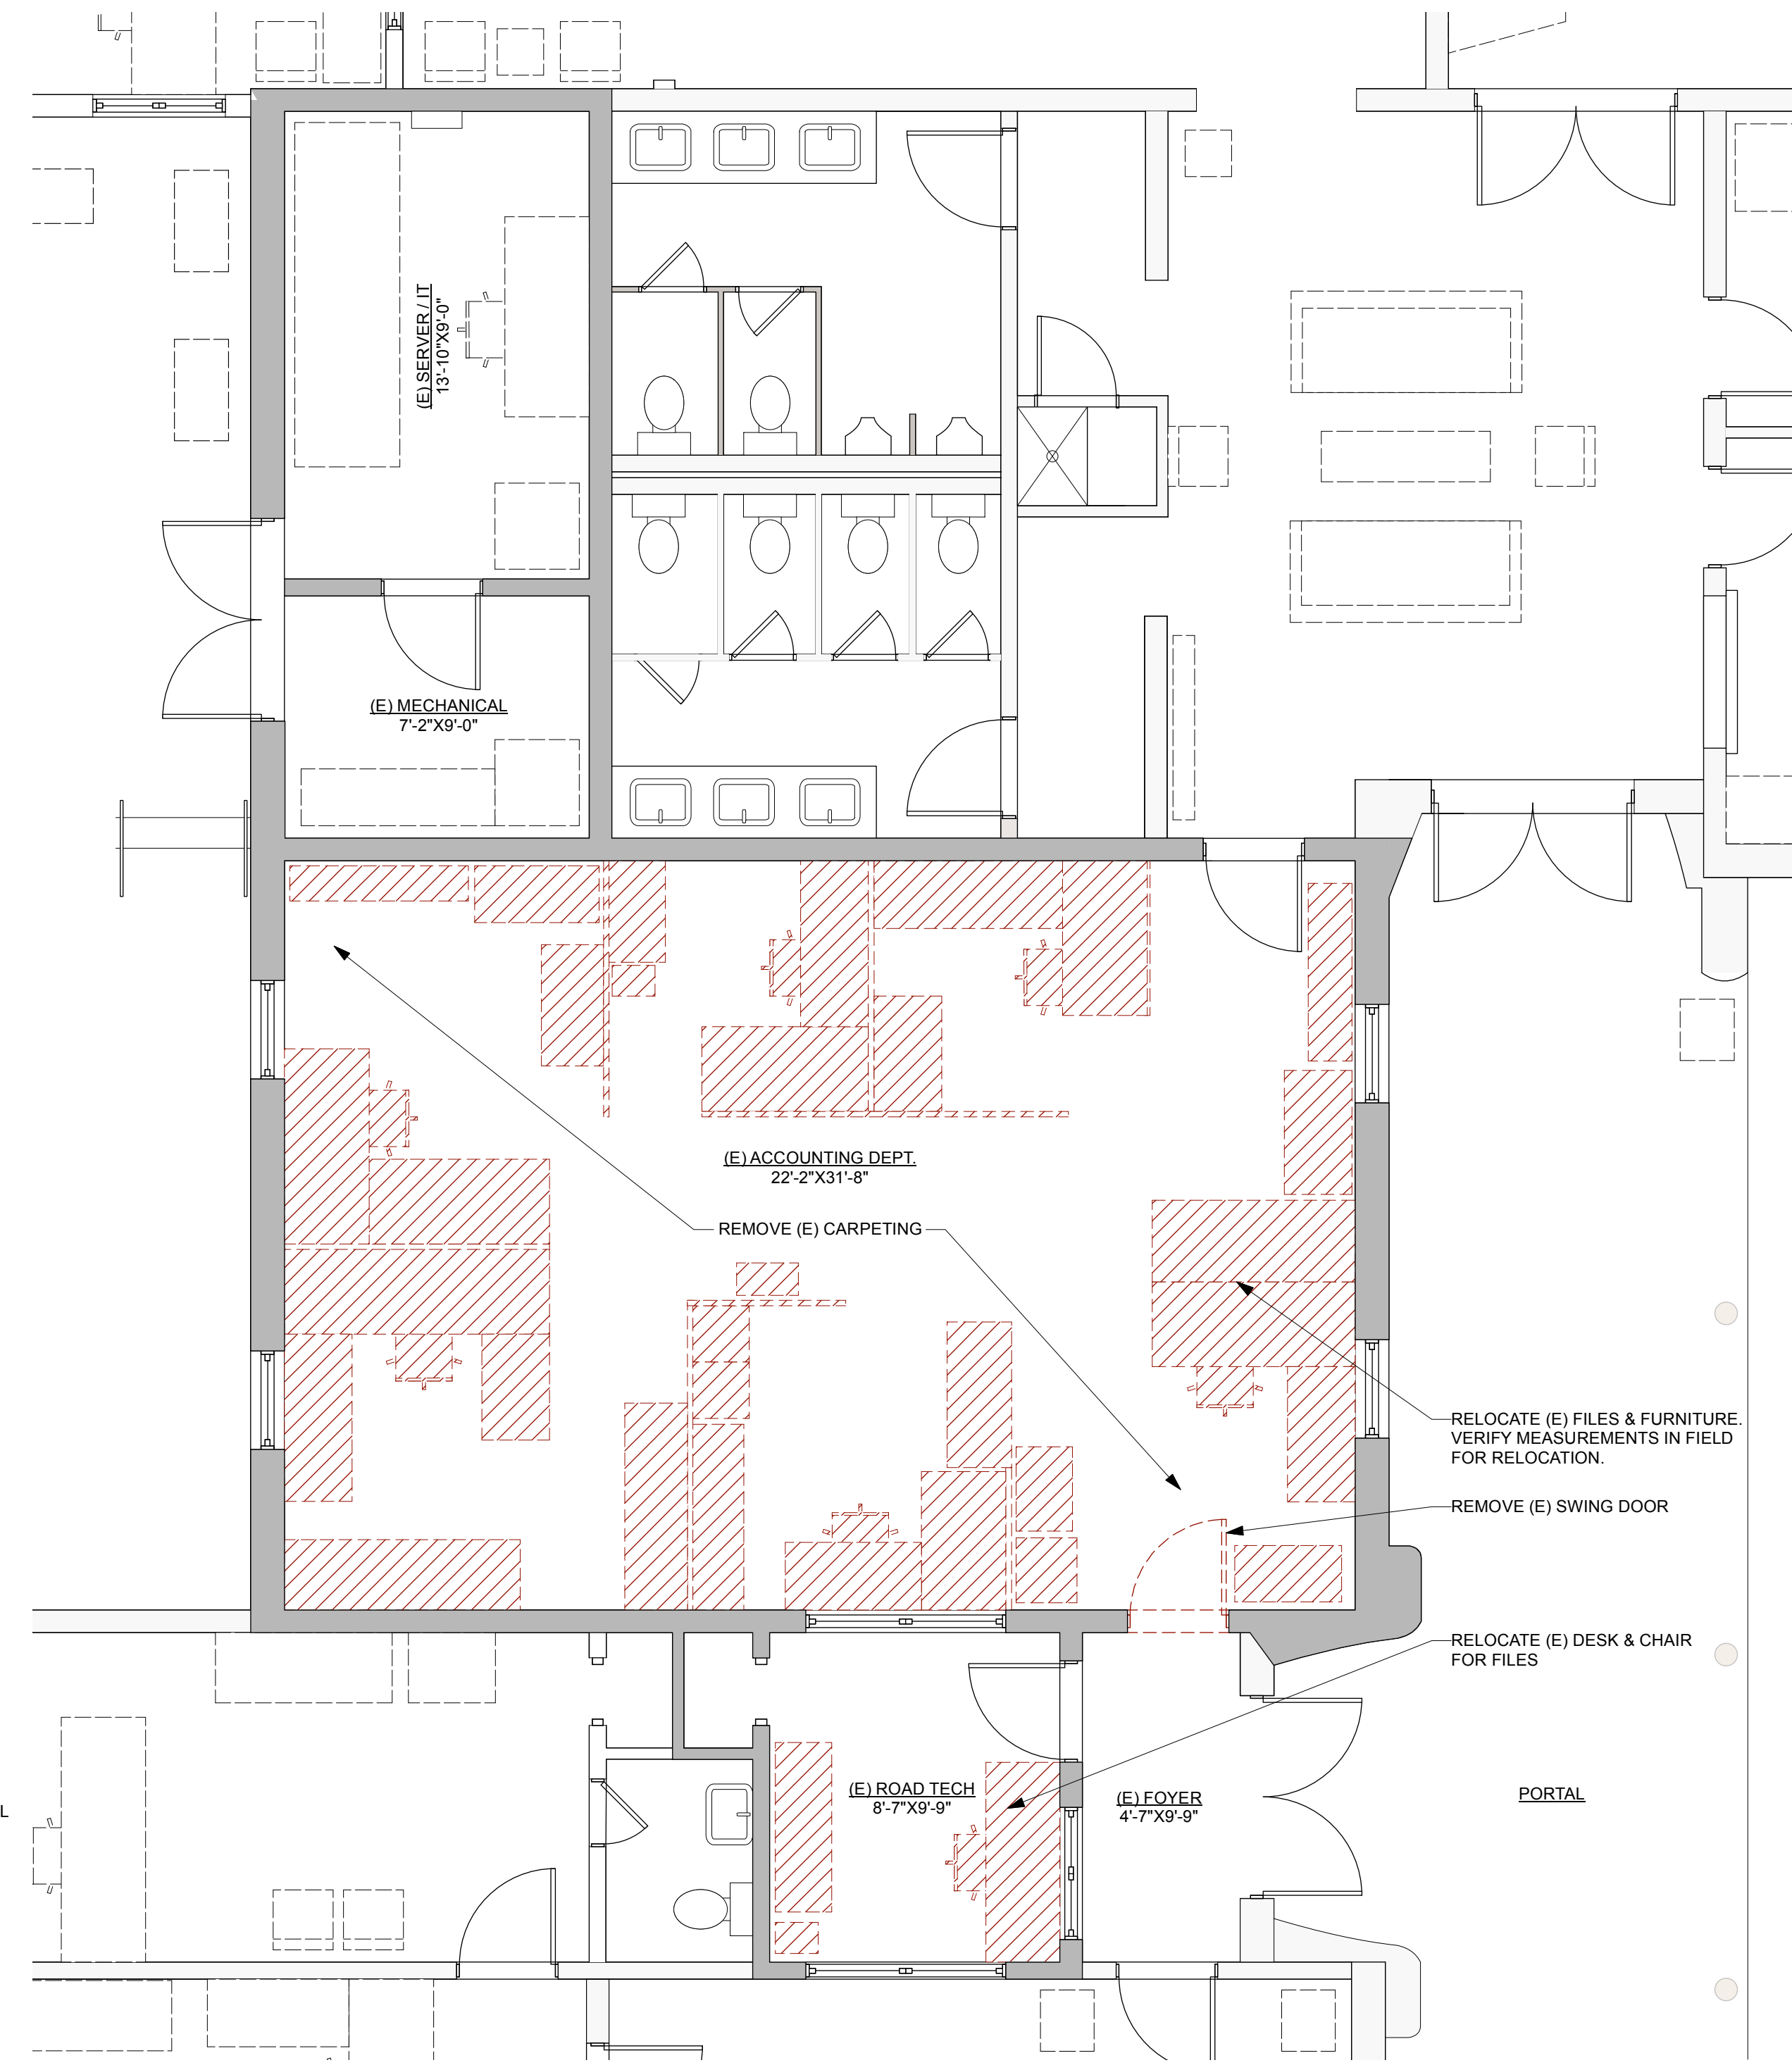 (E) SERVER / IT
13'-10"X9'-0"
(E) MECHANICAL
7'-2"X9'-0"
(E) ACCOUNTING DEPT.
22'-2"X31'-8"
REMOVE (E) CARPETING
RELOCATE (E) FILES & FURNITURE.
VERIFY MEASUREMENTS IN FIELD
FOR RELOCATION.
REMOVE (E) SWING DOOR
RELOCATE (E) DESK & CHAIR
FOR FILES
(E) ROAD TECH
8'-7"X9'-9"
(E) FOYER
4'-7"X9'-9"
PORTAL
L